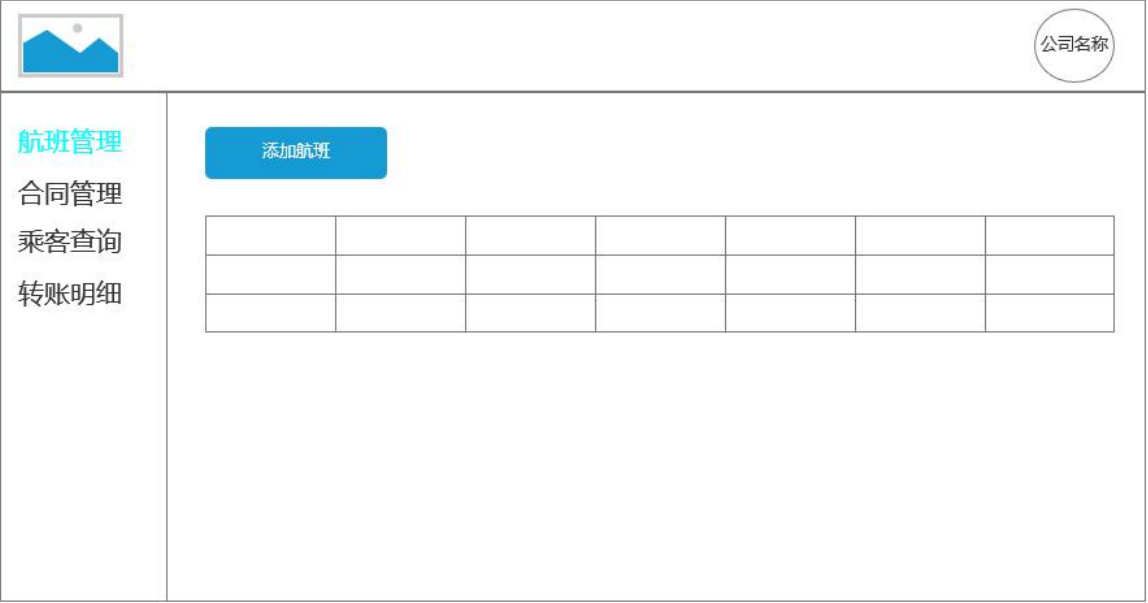 公司名称
航班管理
合同管理
乘客查询
转账明细
添加航班